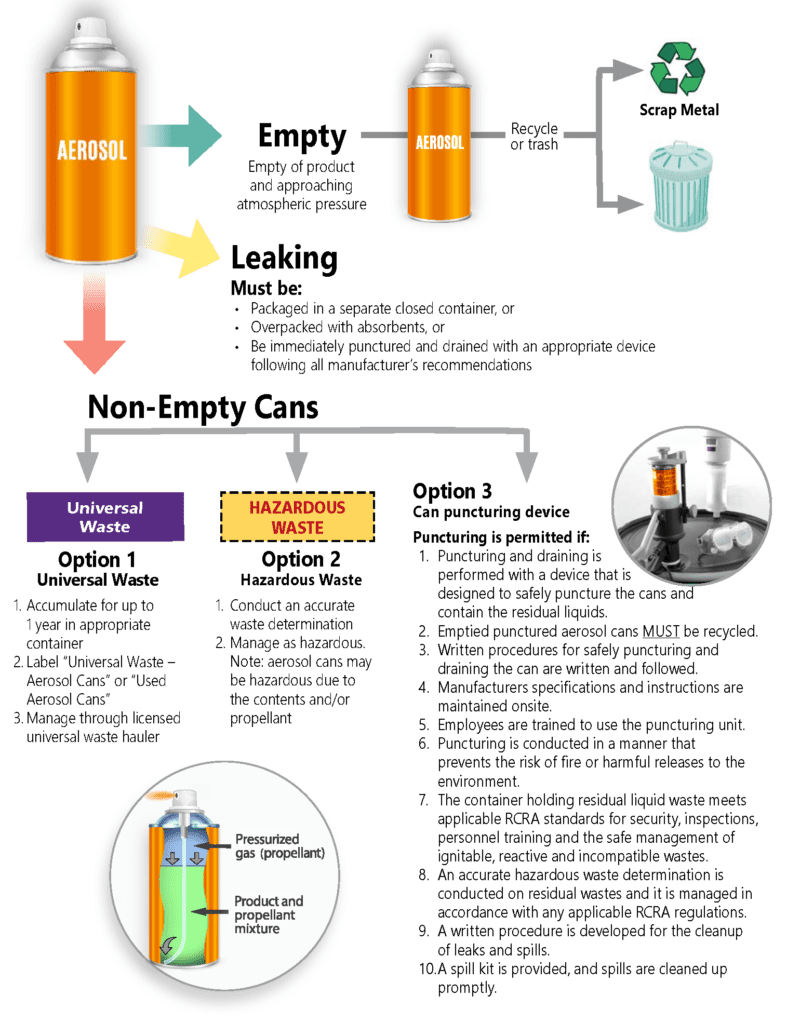 AEROSOL
Empty
Empty of product
and approaching
atmospheric pressure
AEROSOL
Recycle
or trash
Scrap Metal
Leaking
Must be:
• Packaged in a separate closed container, or
• Overpacked with absorbents, or
• Be immediately punctured and drained with an appropriate device
following all manufacturer's recommendations
Non-Empty Cans
Universal
Waste
Option 1
Universal Waste
1. Accumulate for up to
1 year in appropriate
container
2. Label "Universal Waste –
Aerosol Cans" or "Used
Aerosol Cans"
3. Manage through licensed
universal waste hauler
HAZARDOUS
WASTE
Option 2
Hazardous Waste
1. Conduct an accurate
waste determination
2. Manage as hazardous.
Note: aerosol cans may
be hazardous due to
the contents and/or
propellant
Pressurized
gas (propellant)
Product and
propellant
mixture
Option 3
Can puncturing device
Puncturing is permitted if:
1. Puncturing and draining is
performed with a device that is
designed to safely puncture the cans and
contain the residual liquids.
2. Emptied punctured aerosol cans MUST be recycled.
3. Written procedures for safely puncturing and
draining the can are written and followed.
4. Manufacturers specifications and instructions are
maintained onsite.
5. Employees are trained to use the puncturing unit.
6. Puncturing is conducted in a manner that
prevents the risk of fire or harmful releases to the
environment.
7. The container holding residual liquid waste meets
applicable RCRA standards for security, inspections,
personnel training and the safe management of
ignitable, reactive and incompatible wastes.
8. An accurate hazardous waste determination is
conducted on residual wastes and it is managed in
accordance with any applicable RCRA regulations.
9. A written procedure is developed for the cleanup
of leaks and spills.
10. A spill kit is provided, and spills are cleaned up
promptly.